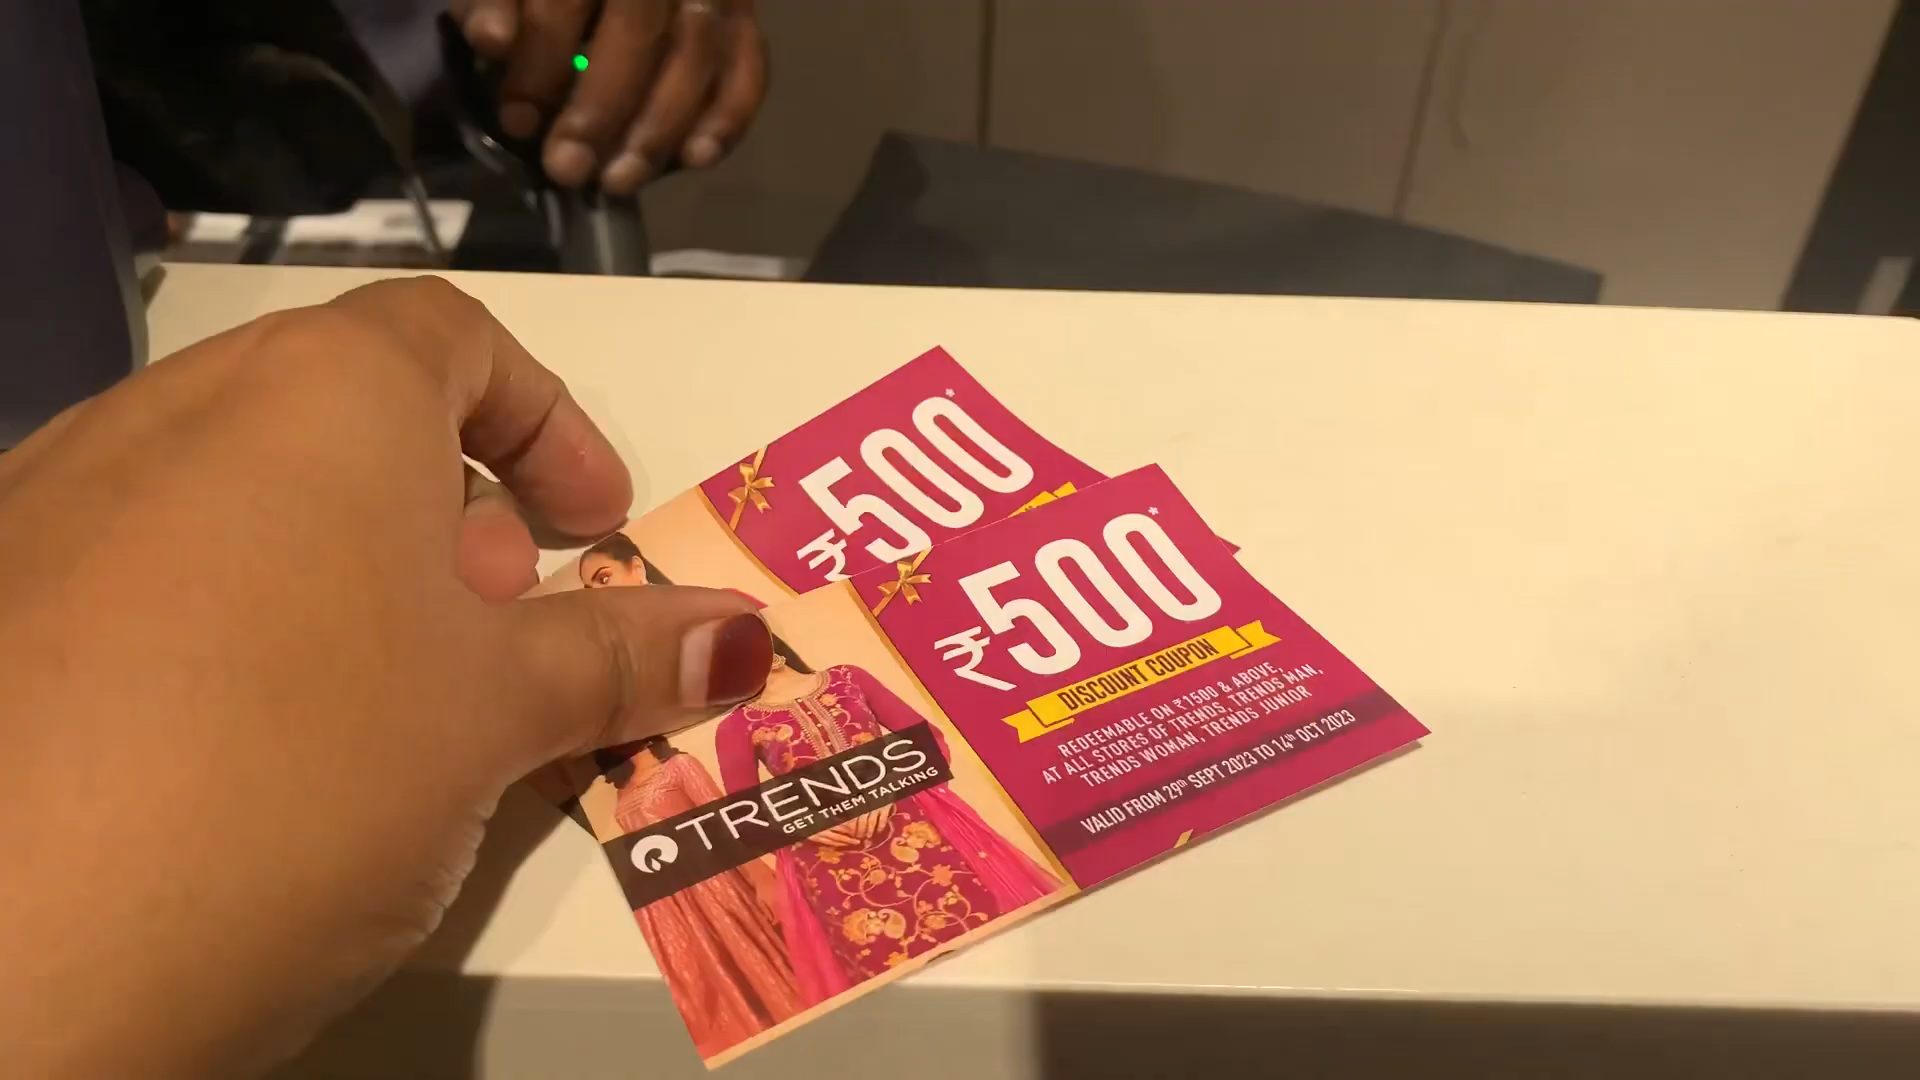 ₹500*
₹500*
DISCOUNT COUPON
REDEEMABLE ON ₹1500 & ABOVE,
AT ALL STORES OF TRENDS, TRENDS MAN,
TRENDS WOMAN, TRENDS JUNIOR
VALID FROM 29th SEPT 2023 TO 14th OCT 2023
TRENDS
GET THEM TALKING